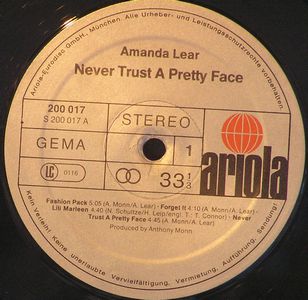 Ariola-Eurodisc GmbH, München. Alle Urheber- und Leistungsschutzrechte vorbehalten.
Amanda Lear
Never Trust A Pretty Face
200 017
S 200 017 A
STEREO
GEMA
1
LC 0116
33 1/3
ariola
Fashion Pack 5:05 (A. Monn/A. Lear) · Forget It 4:10 (A. Monn/A. Lear)
Lili Marleen 4:40 (N. Schultze/H. Leip/engl. T.: T. Connor) · Never
Trust A Pretty Face 4:45 (A. Monn/A. Lear)
Produced by Anthony Monn
Kein Verleih! Keine unerlaubte Vervielfältigung, Vermietung, Aufführung, Sendung!